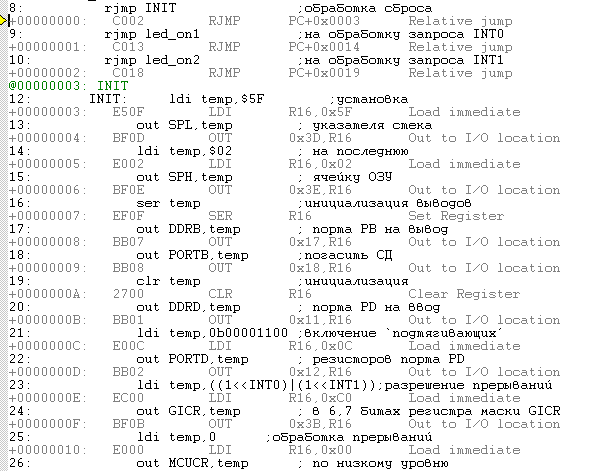 8:         rjmp INIT             ;обработка сброса
+00000000:   C002      RJMP      PC+0x0003      Relative jump
9:         rjmp led_on1          ;на обработку запроса INT0
+00000001:   C013      RJMP      PC+0x0014      Relative jump
10:        rjmp led_on2          ;на обработку запроса INT1
+00000002:   C018      RJMP      PC+0x0019      Relative jump
@00000003: INIT
12:      INIT:    ldi temp,$5F       ;установка
+00000003:   E50F      LDI       R16,0x5F       Load immediate
13:           out SPL,temp       ; указателя стека
+00000004:   BF0D      OUT       0x3D,R16       Out to I/O location
14:           ldi temp,$02       ; на последнюю
+00000005:   E002      LDI       R16,0x02       Load immediate
15:           out SPH,temp       ; ячейку ОЗУ
+00000006:   BF0E      OUT       0x3E,R16       Out to I/O location
16:           ser temp           ;инициализация выводов
+00000007:   EF0F      SER       R16            Set Register
17:           out DDRB,temp      ; порта PB на вывод
+00000008:   BB07      OUT       0x17,R16       Out to I/O location
18:           out PORTB,temp     ;погасить СД
+00000009:   BB08      OUT       0x18,R16       Out to I/O location
19:           clr temp           ;инициализация
+0000000A:   2700      CLR       R16            Clear Register
20:           out DDRD,temp      ; порта PD на ввод
+0000000B:   BB01      OUT       0x11,R16       Out to I/O location
21:           ldi temp,0b00001100 ;включение `подтягивающих´
+0000000C:   E00C      LDI       R16,0x0C       Load immediate
22:           out PORTD,temp     ; резисторов порта PD
+0000000D:   BB02      OUT       0x12,R16       Out to I/O location
23:           ldi temp,((1<<INT0)|(1<<INT1));разрешение прерываний
+0000000E:   EC00      LDI       R16,0xC0       Load immediate
24:           out GICR,temp      ; в 6,7 битах регистра маски GICR
+0000000F:   BF0B      OUT       0x3B,R16       Out to I/O location
25:           ldi temp,0      ;обработка прерываний
+00000010:   E000      LDI       R16,0x00       Load immediate
26:           out MCUCR,temp     ; по низкому уровню